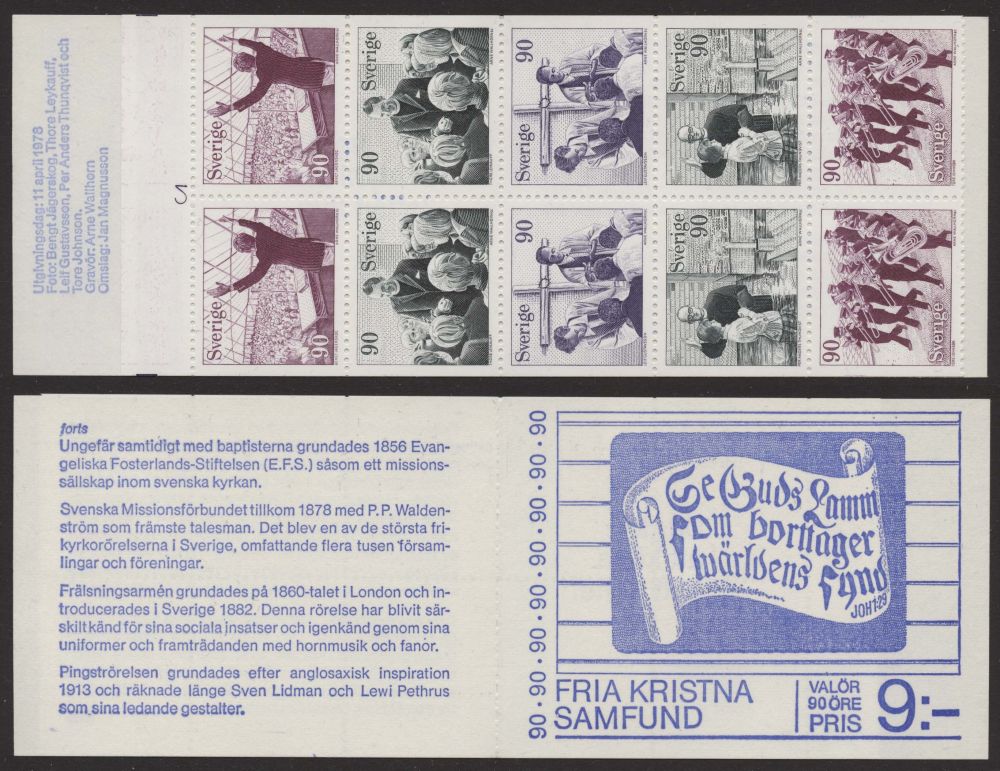 Utgivningsdag: 11 april 1978
Foto: Bengt Jägerskog, Thore Leykauff,
Leif Gustavsson, Per Anders Thunqvist och
Tore Johnson.
Gravör: Arne Wallhorn
Omslag: Jan Magnusson
Sverige 90
90 Sverige
Sverige 90
Sverige 90
90 Sverige
Sverige 90
90 Sverige
Sverige 90
Sverige 90
90 Sverige
forts
Ungefär samtidigt med baptisterna grundades 1856 Evan-
geliska Fosterlands-Stiftelsen (E.F.S.) såsom ett missions-
sällskap inom svenska kyrkan.
Svenska Missionsförbundet tillkom 1878 med P.P. Walden-
ström som främste talesman. Det blev en av de största fri-
kyrkorörelserna i Sverige, omfattande flera tusen försam-
lingar och föreningar.
Frälsningsarmén grundades på 1860-talet i London och in-
troducerades i Sverige 1882. Denna rörelse har blivit sär-
skilt känd för sina sociala insatser och igenkänd genom sina
uniformer och framträdanden med hornmusik och fanor.
Pingströrelsen grundades efter anglosaxisk inspiration
1913 och räknade länge Sven Lidman och Lewi Pethrus
som sina ledande gestalter.
90·90·90·90·90·90·90·90
Se Guds Lamm
som borttager
världens synd
JOH 1·29
FRIA KRISTNA
SAMFUND
VALÖR
90 ÖRE
PRIS
9:-